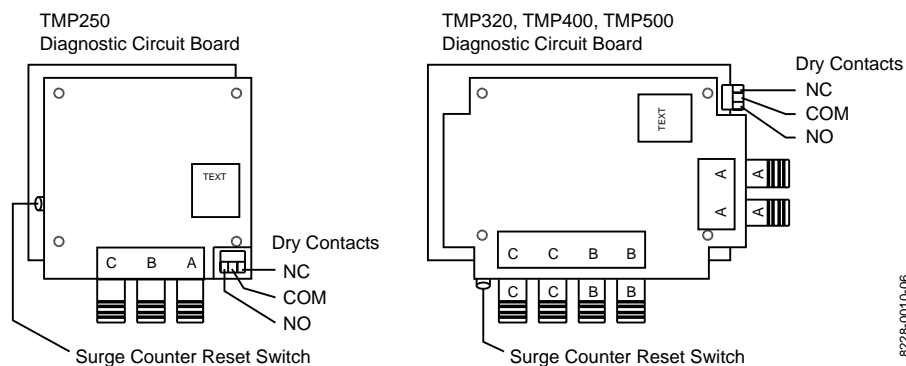 TMP250
Diagnostic Circuit Board
TEXT
C B A
Dry Contacts
NC
COM
NO
Surge Counter Reset Switch
TMP320, TMP400, TMP500
Diagnostic Circuit Board
Dry Contacts
NC
COM
NO
TEXT
A A
A A
C C B B
C C B B
Surge Counter Reset Switch
8228-0010-06